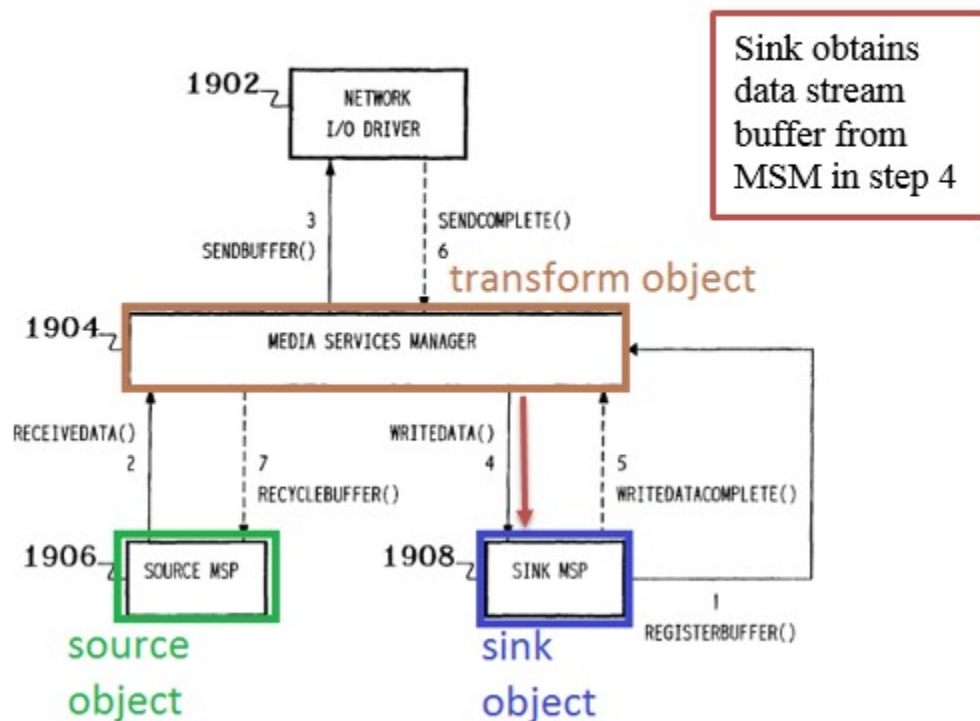 Sink obtains
data stream
buffer from
MSM in step 4
1902
NETWORK
I/O DRIVER
3
SENDBUFFER()
SENDCOMPLETE()
6
transform object
1904
MEDIA SERVICES MANAGER
RECEIVEDATA()
2
7
RECYCLEBUFFER()
WRITEDATA()
4
5
WRITEDATACOMPLETE()
1906
SOURCE MSP
1908
SINK MSP
1
REGISTERBUFFER()
source
object
sink
object